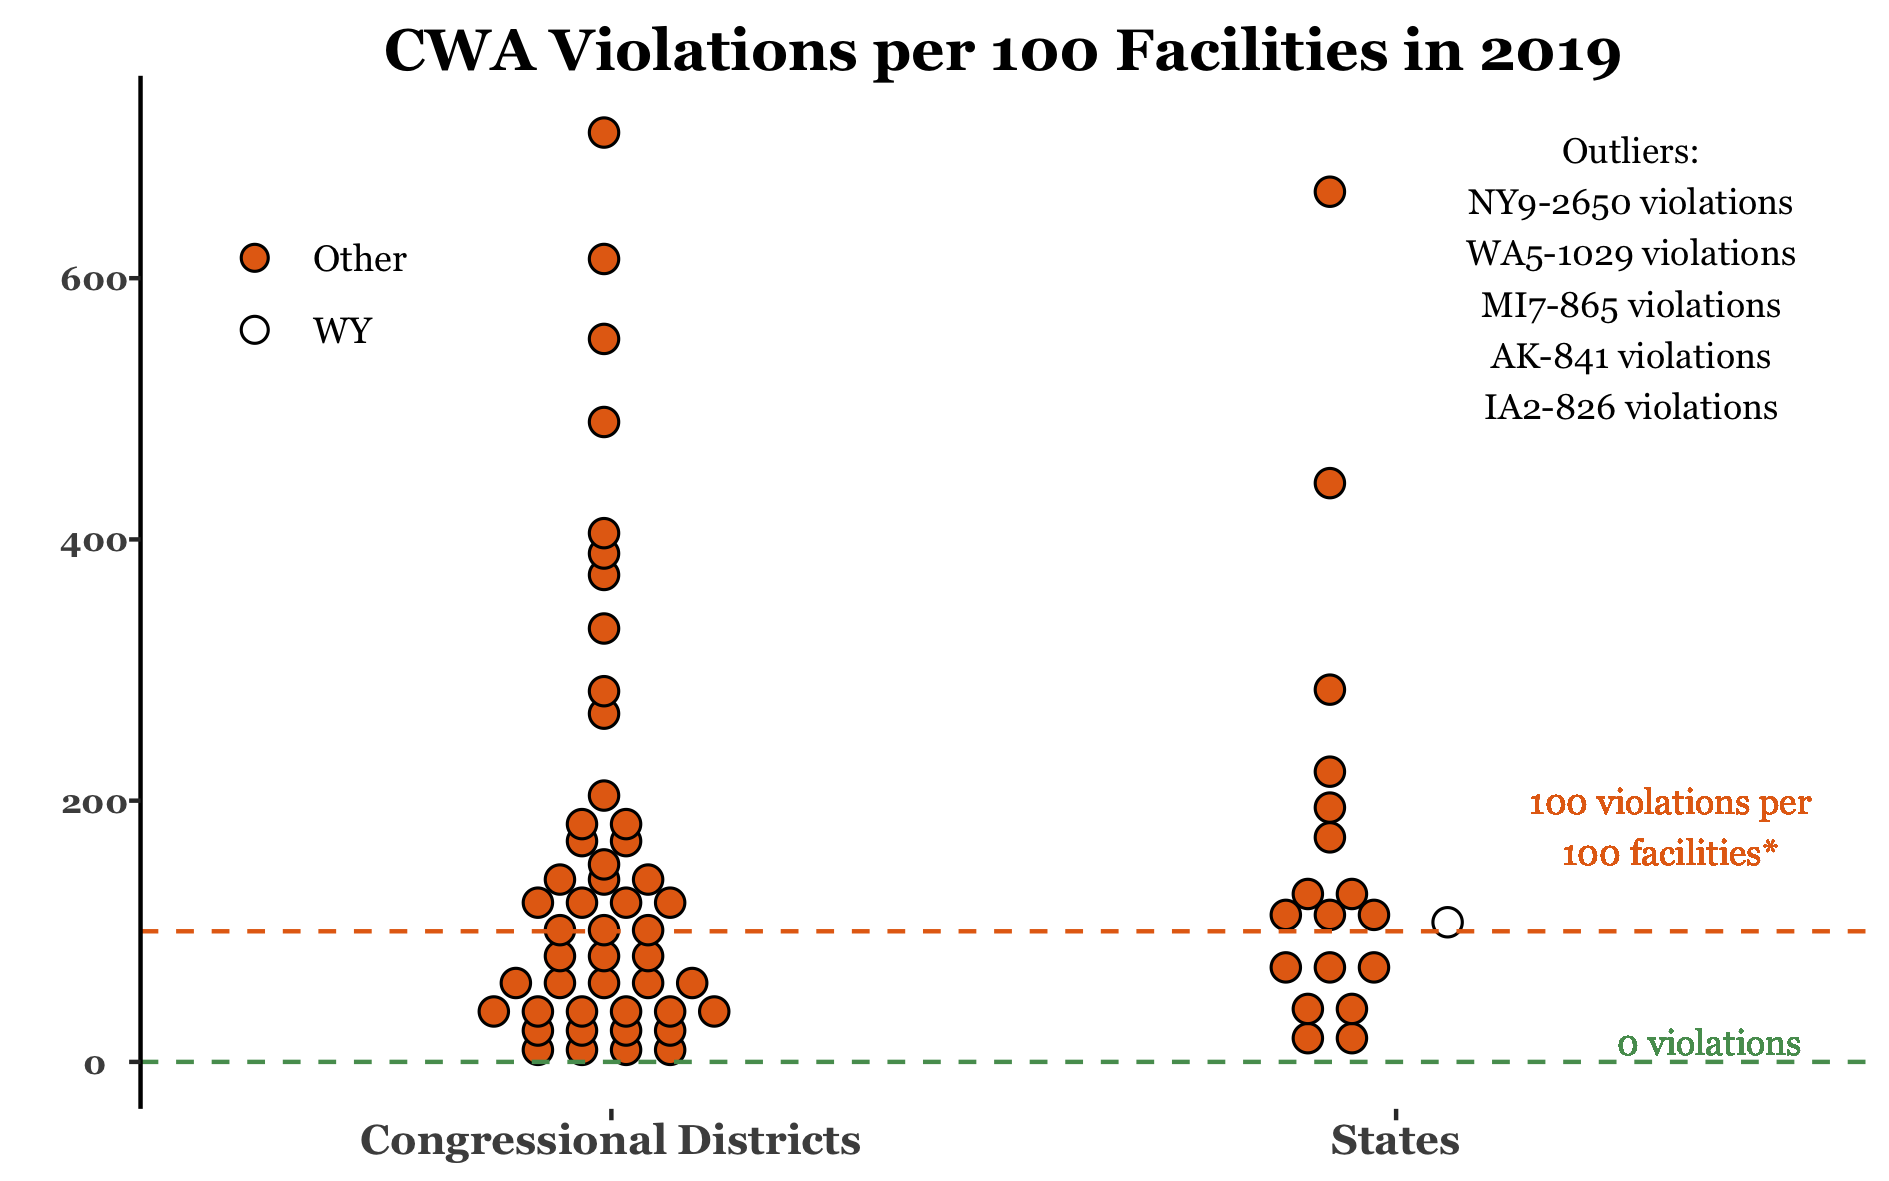 CWA Violations per 100 Facilities in 2019
Outliers:
NY9-2650 violations
WA5-1029 violations
MI7-865 violations
AK-841 violations
IA2-826 violations
Other
WY
600
400
200
0
100 violations per
100 facilities*
0 violations
Congressional Districts
States